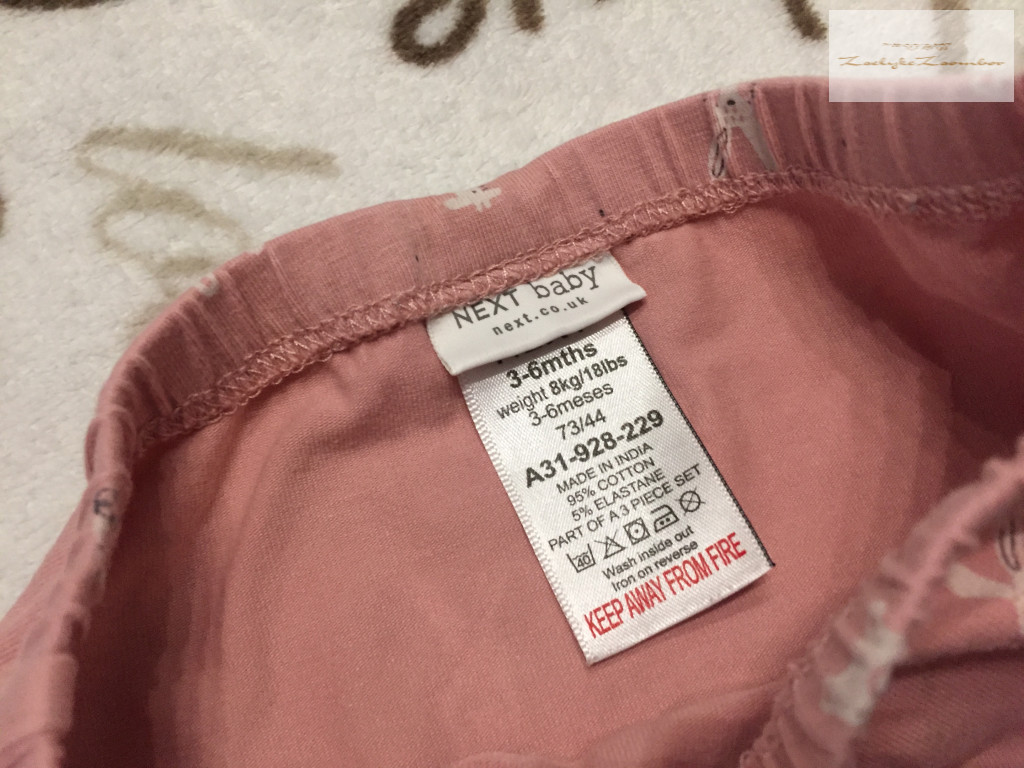 NEXT baby
next.co.uk
3-6mths
weight 8kg/18lbs
3-6meses
73/44
A31-928-229
MADE IN INDIA
95% COTTON
5% ELASTANE
PART OF A 3 PIECE SET
40
Wash inside out
Iron on reverse
KEEP AWAY FROM FIRE